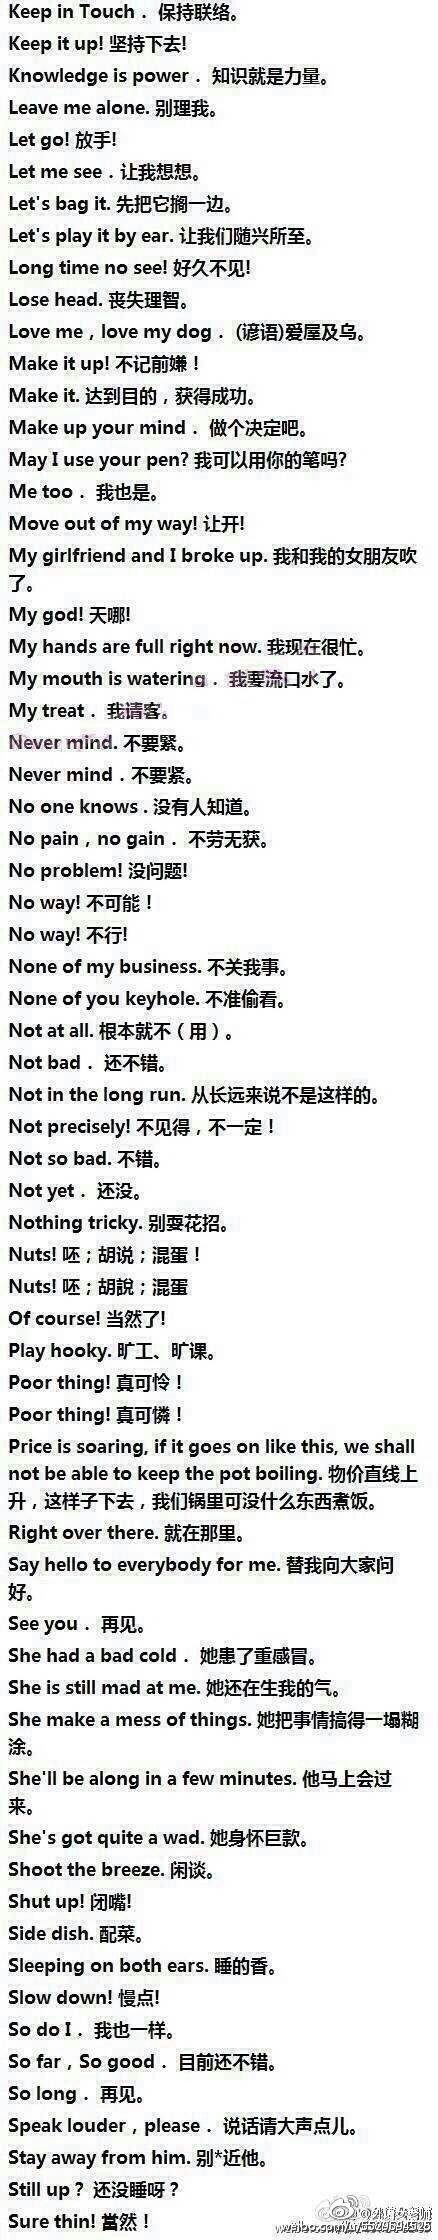 Keep in Touch． 保持联络。
Keep it up! 坚持下去!
Knowledge is power． 知识就是力量。
Leave me alone. 别理我。
Let go! 放手!
Let me see．让我想想。
Let's bag it. 先把它搁一边。
Let's play it by ear. 让我们随兴所至。
Long time no see! 好久不见!
Lose head. 丧失理智。
Love me，love my dog． (谚语)爱屋及乌。
Make it up! 不记前嫌！
Make it. 达到目的，获得成功。
Make up your mind． 做个决定吧。
May I use your pen? 我可以用你的笔吗?
Me too． 我也是。
Move out of my way! 让开!
My girlfriend and I broke up. 我和我的女朋友吹
了。
My god! 天哪!
My hands are full right now. 我现在很忙。
My mouth is watering． 我要流口水了。
My treat． 我请客。
Never mind. 不要紧。
Never mind．不要紧。
No one knows . 没有人知道。
No pain，no gain． 不劳无获。
No problem! 没问题!
No way! 不可能！
No way! 不行!
None of my business. 不关我事。
None of you keyhole. 不准偷看。
Not at all. 根本就不（用）。
Not bad． 还不错。
Not in the long run. 从长远来说不是这样的。
Not precisely! 不见得，不一定！
Not so bad. 不错。
Not yet． 还没。
Nothing tricky. 别耍花招。
Nuts! 呸；胡说；混蛋！
Nuts! 呸；胡說；混蛋
Of course! 当然了!
Play hooky. 旷工、旷课。
Poor thing! 真可怜！
Poor thing! 真可憐！
Price is soaring, if it goes on like this, we shall
not be able to keep the pot boiling. 物价直线上
升，这样子下去，我们锅里可没什么东西煮饭。
Right over there. 就在那里。
Say hello to everybody for me. 替我向大家问
好。
See you． 再见。
She had a bad cold． 她患了重感冒。
She is still mad at me. 她还在生我的气。
She make a mess of things. 她把事情搞得一塌糊
涂。
She'll be along in a few minutes. 他马上会过
来。
She's got quite a wad. 她身怀巨款。
Shoot the breeze. 闲谈。
Shut up! 闭嘴!
Side dish. 配菜。
Sleeping on both ears. 睡的香。
Slow down! 慢点!
So do I． 我也一样。
So far，So good． 目前还不错。
So long． 再见。
Speak louder，please． 说话请大声点儿。
Stay away from him. 别*近他。
Still up？ 还没睡呀？
Sure thin! 當然！